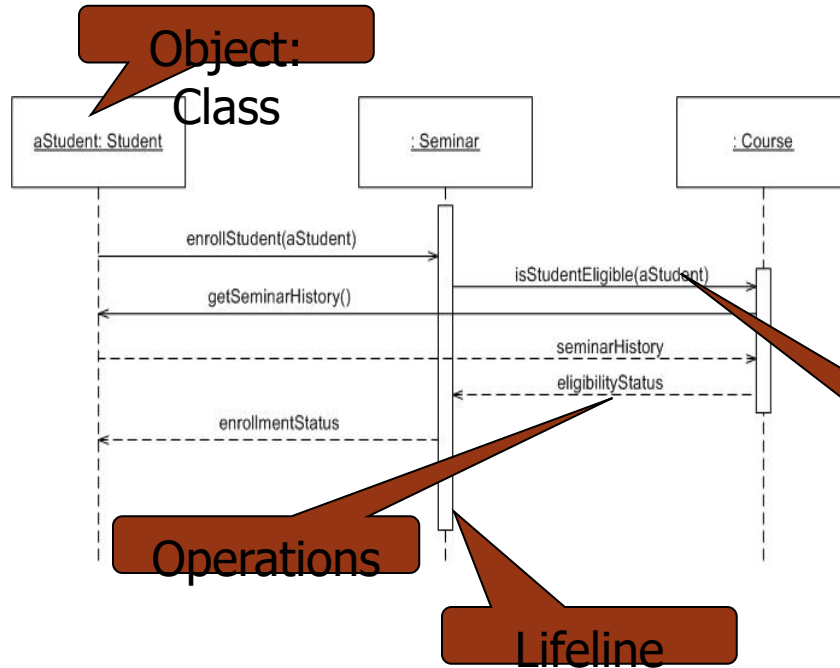 Object:
Class
aStudent: Student
: Seminar
: Course
enrollStudent(aStudent)
isStudentEligible(aStudent)
getSeminarHistory()
seminarHistory
eligibilityStatus
enrollmentStatus
Operations
Lifeline